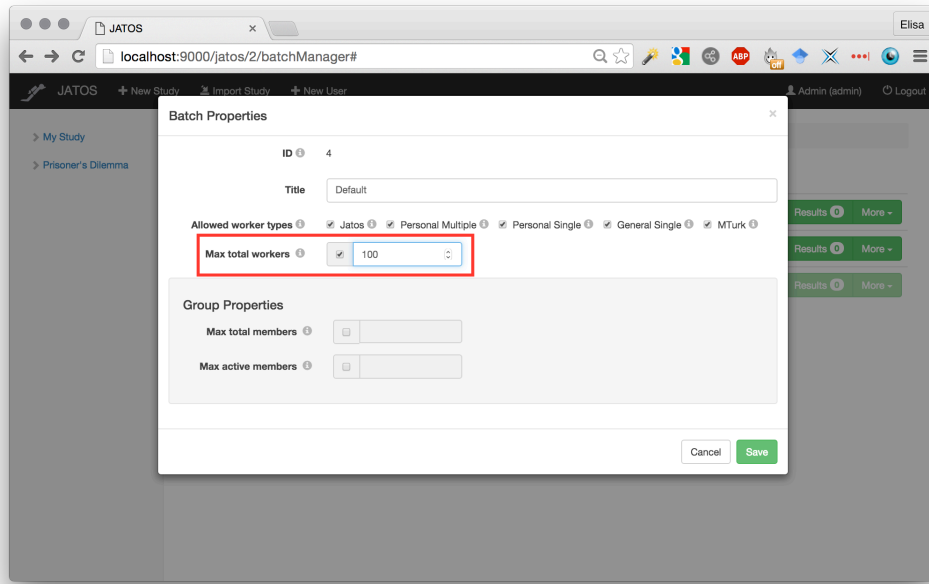 JATOS
Elisa
localhost:9000/jatos/2/batchManager#
ABP
off
JATOS + New Study Import Study + New User Admin (admin) Logout
Batch Properties ×
My Study
Prisoner's Dilemma
ID 4
Title Default
Allowed worker types Jatos Personal Multiple Personal Single General Single MTurk
Max total workers 100
Results 0 More
Results 0 More
Results 0 More
Group Properties
Max total members
Max active members
Cancel Save